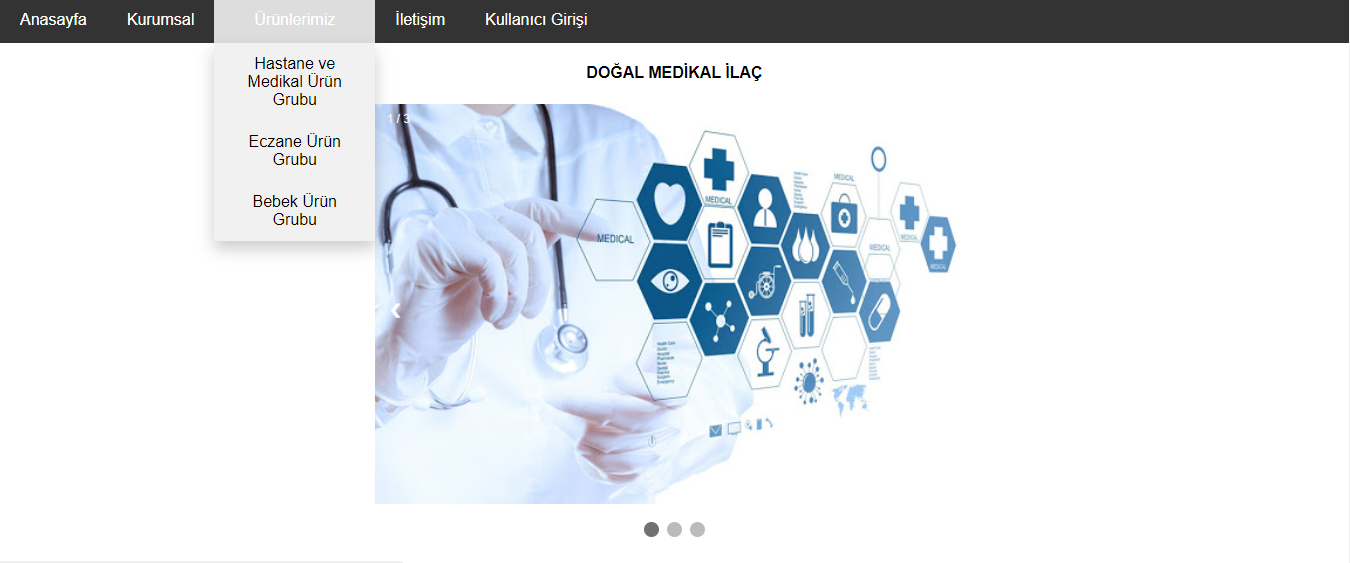 Anasayfa
Kurumsal
Ürünlerimiz
İletişim
Kullanıcı Girişi
Hastane ve
Medikal Ürün
Grubu
Eczane Ürün
Grubu
Bebek Ürün
Grubu
DOĞAL MEDİKAL İLAÇ
1 / 3
MEDICAL
MEDICAL
MEDICAL
MEDICAL
MEDICAL
MEDICAL